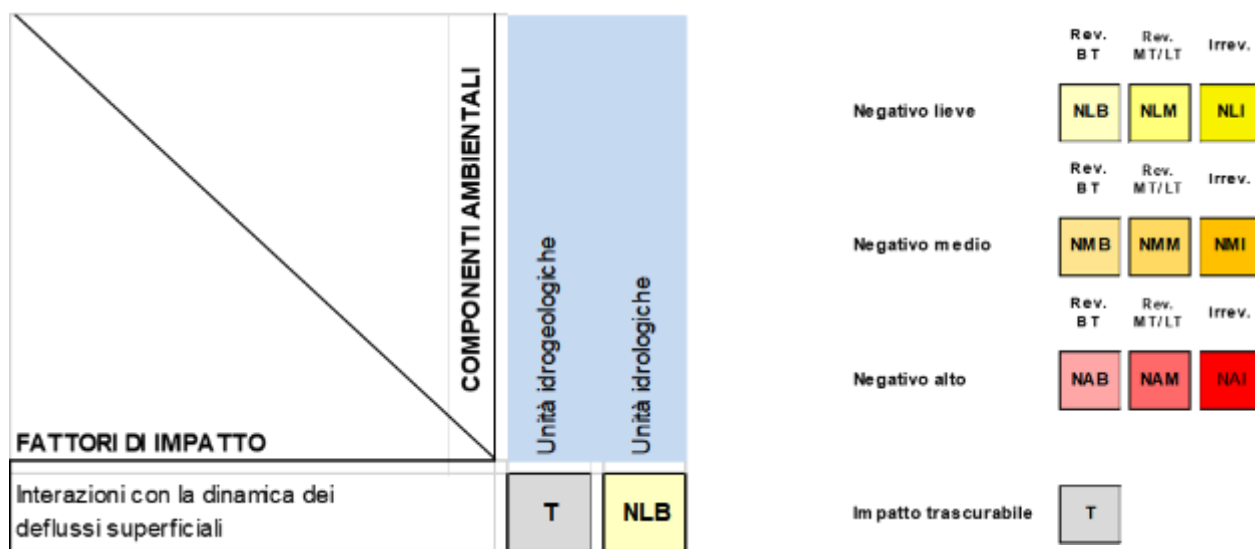 COMPONENTI AMBIENTALI
Unità idrogeologiche
Unità idrologiche
FATTORI DI IMPATTO
Interazioni con la dinamica dei
deflussi superficiali
T
NLB
Rev.
BT
Rev.
MT/LT
Irrev.
Negativo lieve
NLB
NLM
NLI
Rev.
BT
Rev.
MT/LT
Irrev.
Negativo medio
NMB
NMM
NMI
Rev.
BT
Rev.
MT/LT
Irrev.
Negativo alto
NAB
NAM
NAI
Impatto trascurabile
T